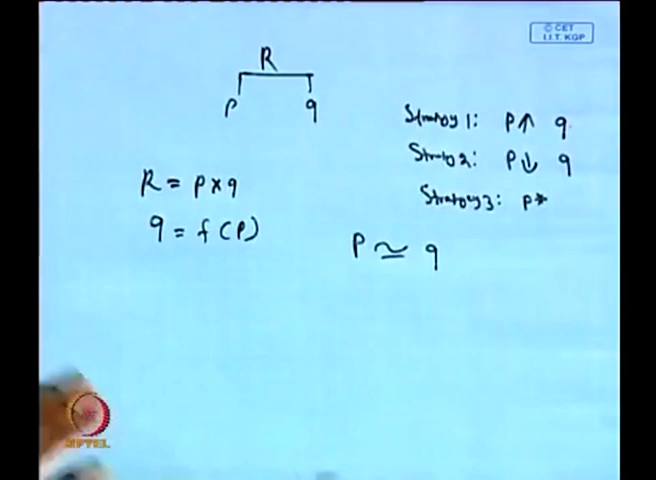 © CET
I.I.T. KGP
R
P q
Strategy 1: P↑ q
Strategy 2: P↓ q
Strategy 3: P*
R = P × q
q = f(P)
P ≃ q
NPTEL